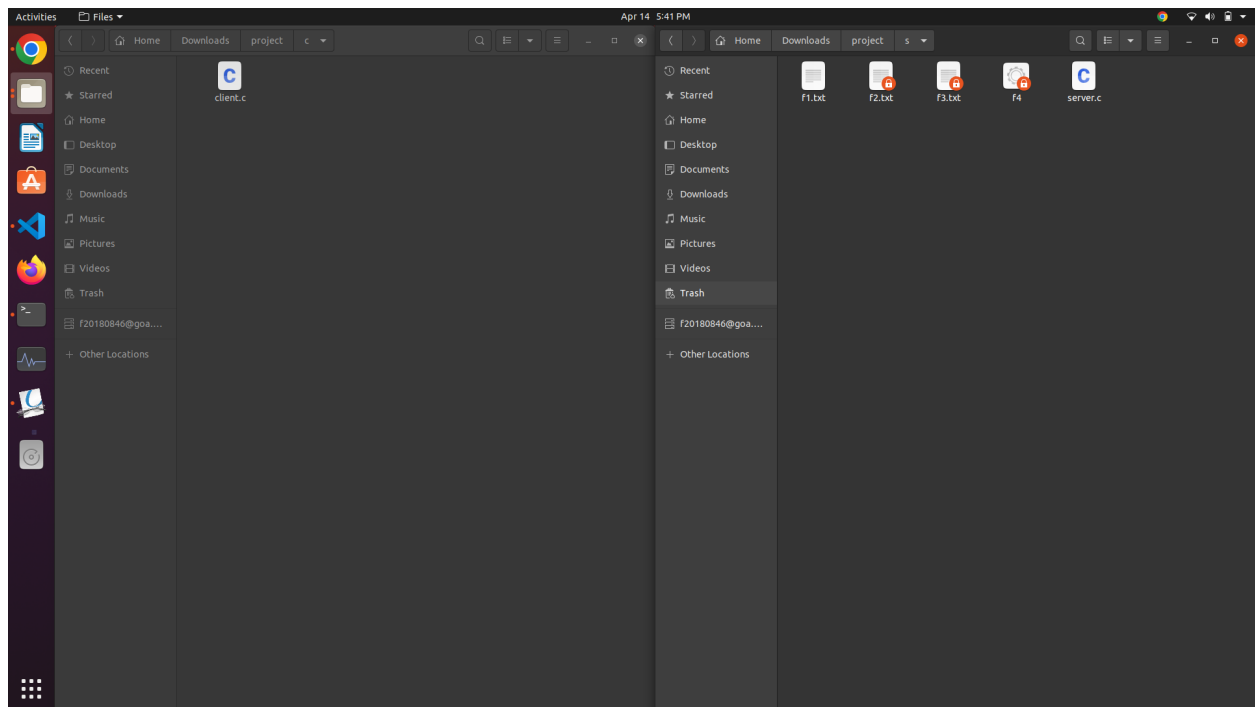 Activities Files Apr 14 5:41 PM
Home Downloads project c
Recent
Starred
Home
Desktop
Documents
Downloads
Music
Pictures
Videos
Trash
f20180846@goa....
+ Other Locations
client.c
Home Downloads project s
Recent
Starred
Home
Desktop
Documents
Downloads
Music
Pictures
Videos
Trash
f20180846@goa....
+ Other Locations
f1.txt f2.txt f3.txt f4 server.c